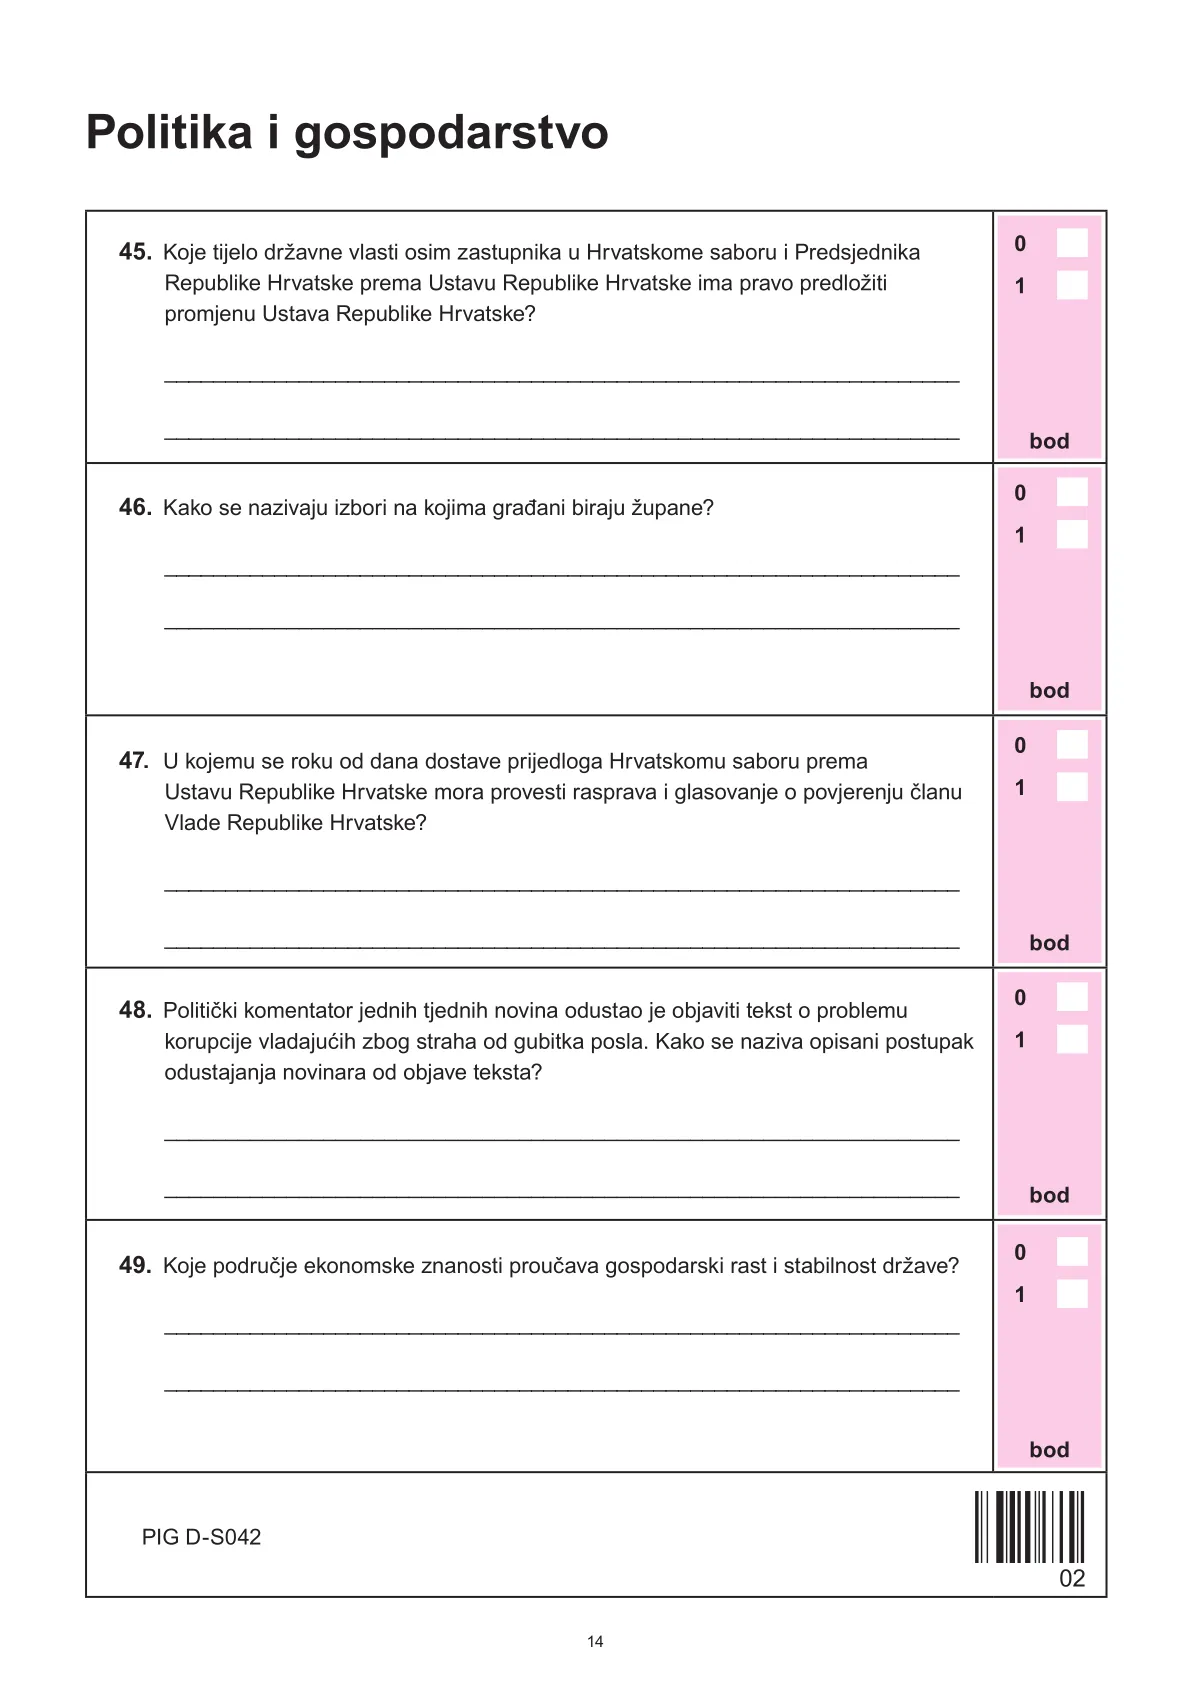 Politika i gospodarstvo
45. Koje tijelo državne vlasti osim zastupnika u Hrvatskome saboru i Predsjednika
Republike Hrvatske prema Ustavu Republike Hrvatske ima pravo predložiti
promjenu Ustava Republike Hrvatske?
0
1
bod
46. Kako se nazivaju izbori na kojima građani biraju župane?
0
1
bod
47. U kojemu se roku od dana dostave prijedloga Hrvatskomu saboru prema
Ustavu Republike Hrvatske mora provesti rasprava i glasovanje o povjerenju članu
Vlade Republike Hrvatske?
0
1
bod
48. Politički komentator jednih tjednih novina odustao je objaviti tekst o problemu
korupcije vladajućih zbog straha od gubitka posla. Kako se naziva opisani postupak
odustajanja novinara od objave teksta?
0
1
bod
49. Koje područje ekonomske znanosti proučava gospodarski rast i stabilnost države?
0
1
bod
PIG D-S042
02
14